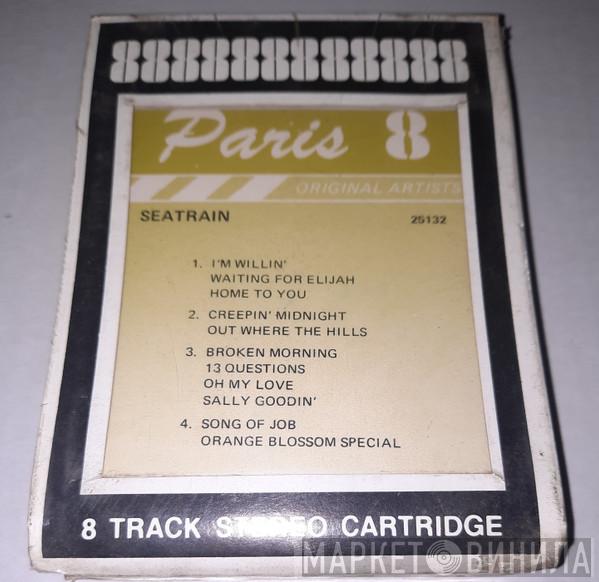 888888888888
Paris 8
ORIGINAL ARTISTS
SEATRAIN 25132
1. I'M WILLIN'
WAITING FOR ELIJAH
HOME TO YOU
2. CREEPIN' MIDNIGHT
OUT WHERE THE HILLS
3. BROKEN MORNING
13 QUESTIONS
OH MY LOVE
SALLY GOODIN'
4. SONG OF JOB
ORANGE BLOSSOM SPECIAL
8 TRACK STEREO CARTRIDGE
МАРКЕТ ВИНИЛА